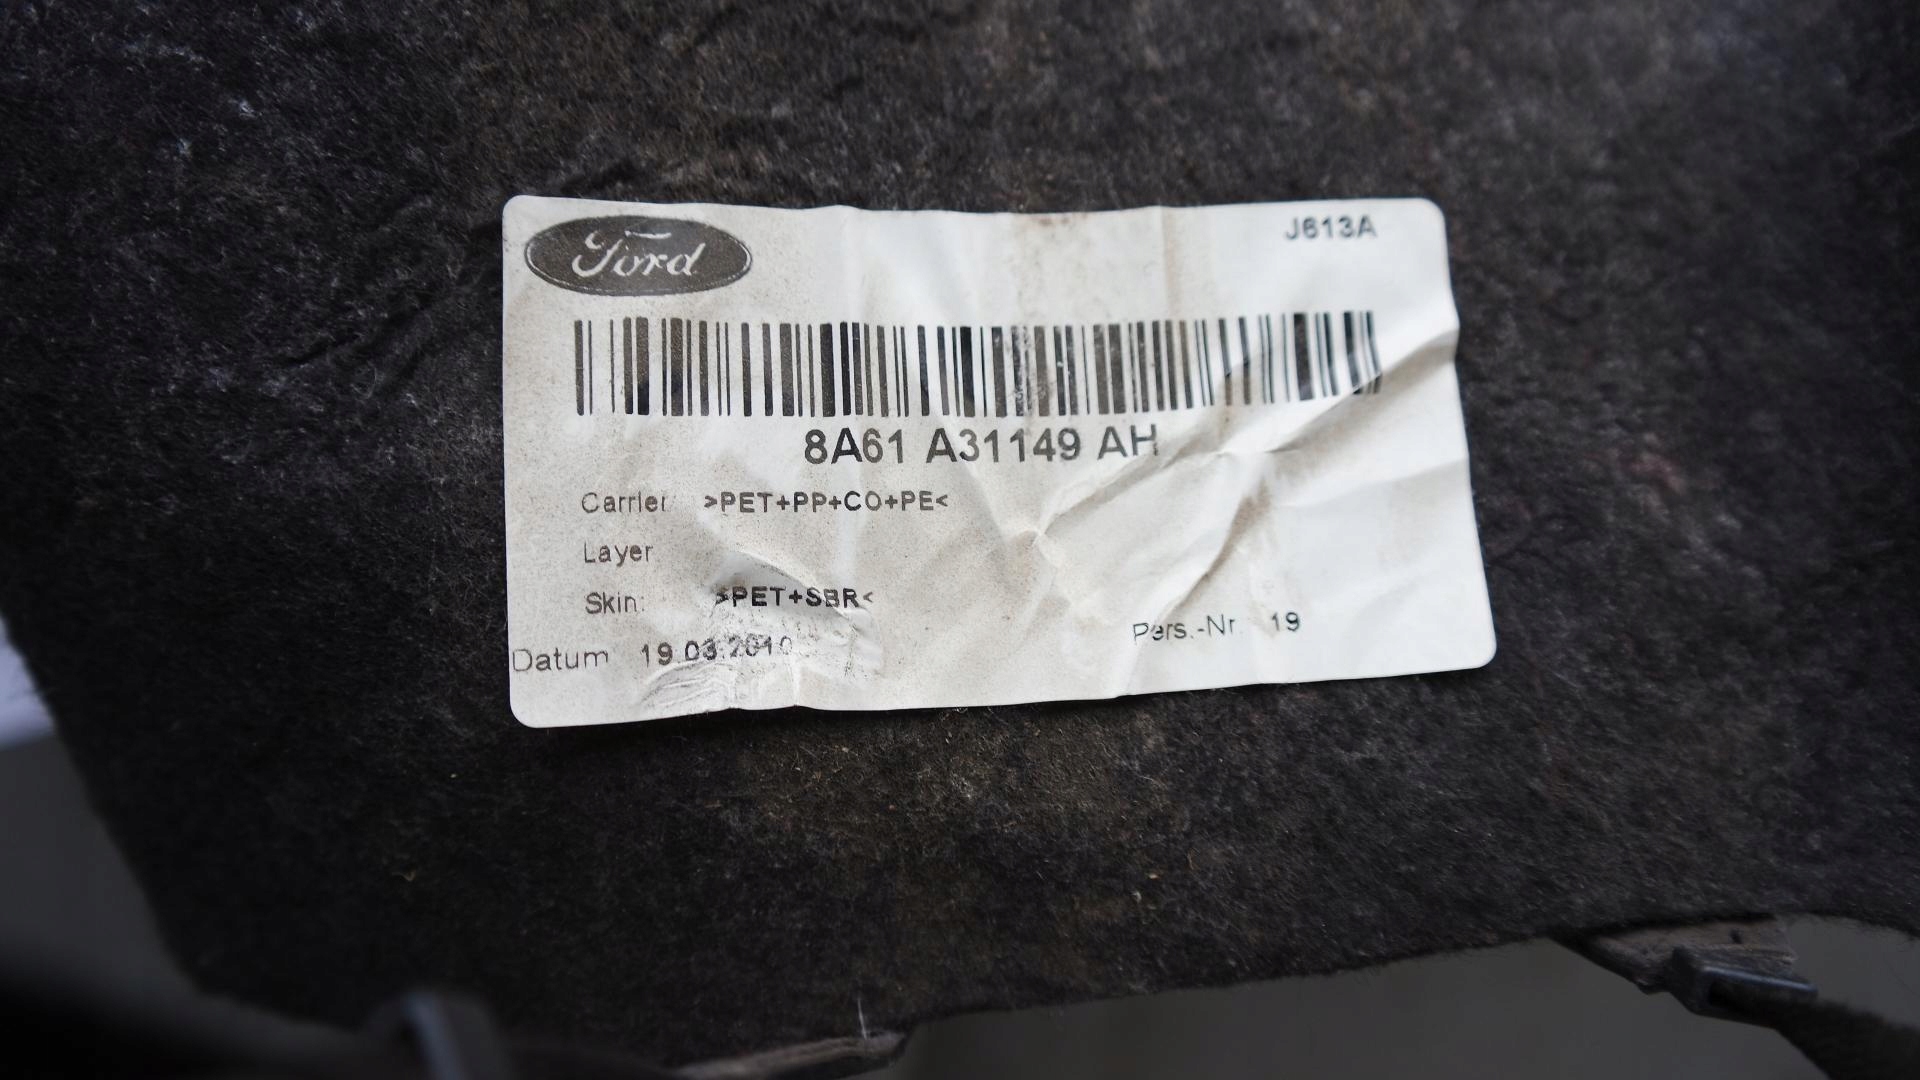 Ford
J613A
8A61 A31149 AH
Carrier >PET+PP+CO+PE<
Layer
Skin: >PET+SBR<
Pers.-Nr. 19
Datum 19.03.2010